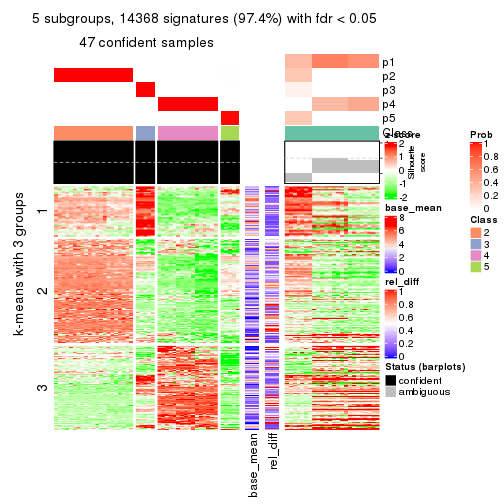 5 subgroups, 14368 signatures (97.4%) with fdr < 0.05
47 confident samples
p1
p2
p3
p4
p5
Class
z-score
2
1
0
-1
-2
Silhouette
score
Prob
1
0.8
0.6
0.4
0.2
0
base_mean
8
6
4
2
0
Class
2
3
4
5
rel_diff
1
0.8
0.6
0.4
0.2
0
Status (barplots)
confident
ambiguous
k-means with 3 groups
1
2
3
base_mean
rel_diff